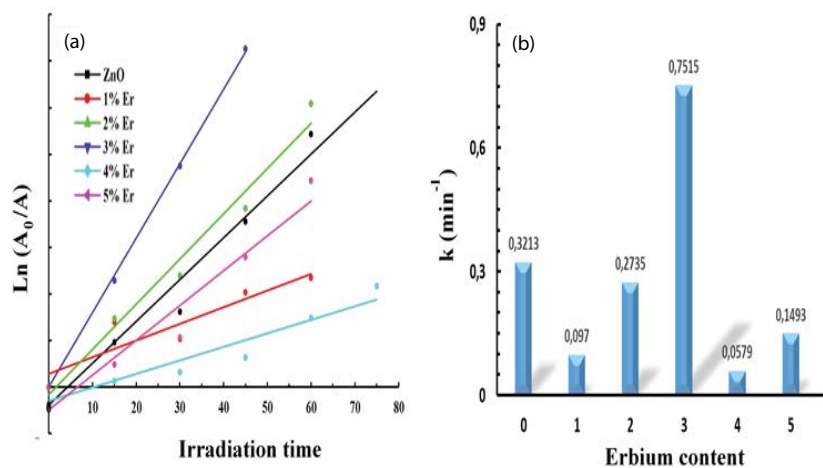 (a)
ZnO
1% Er
2% Er
3% Er
4% Er
5% Er
Ln (A₀/A)
0 10 20 30 40 50 60 70 80
Irradiation time
(b)
k (min⁻¹)
0,9
0,6
0,3
0
0,3213
0,097
0,2735
0,7515
0,0579
0,1493
0 1 2 3 4 5
Erbium content